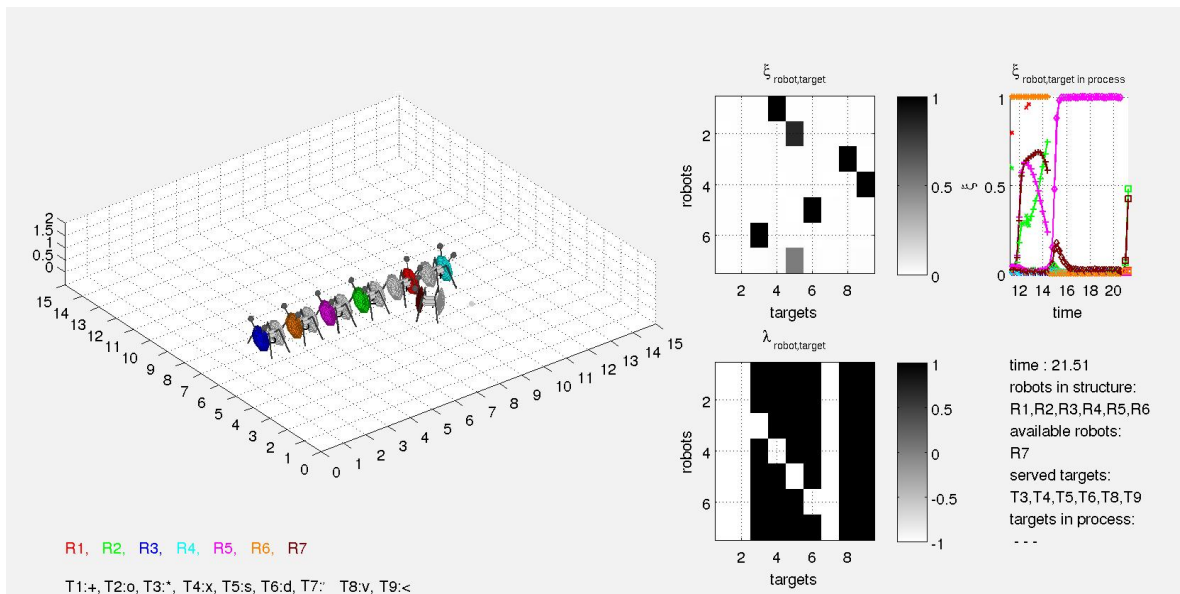 ξ robot,target
ξ robot,target in process
2
1.5
1
0.5
0
15
14
13
12
11
10
9
8
7
6
5
4
3
2
1
0
0
1
2
3
4
5
6
7
8
9
10
11
12
13
14
15
robots
2
4
6
2 4 6 8
targets
1
0.5
0
ξ
1
0.5
0
12 14 16 18 20
time
λ robot,target
robots
2
4
6
2 4 6 8
targets
1
0.5
0
-0.5
-1
time : 21.51
robots in structure:
R1,R2,R3,R4,R5,R6
available robots:
R7
served targets:
T3,T4,T5,T6,T8,T9
targets in process:
- - -
R1, R2, R3, R4, R5, R6, R7
T1:+, T2:o, T3:*, T4:x, T5:s, T6:d, T7: T8:v, T9:<